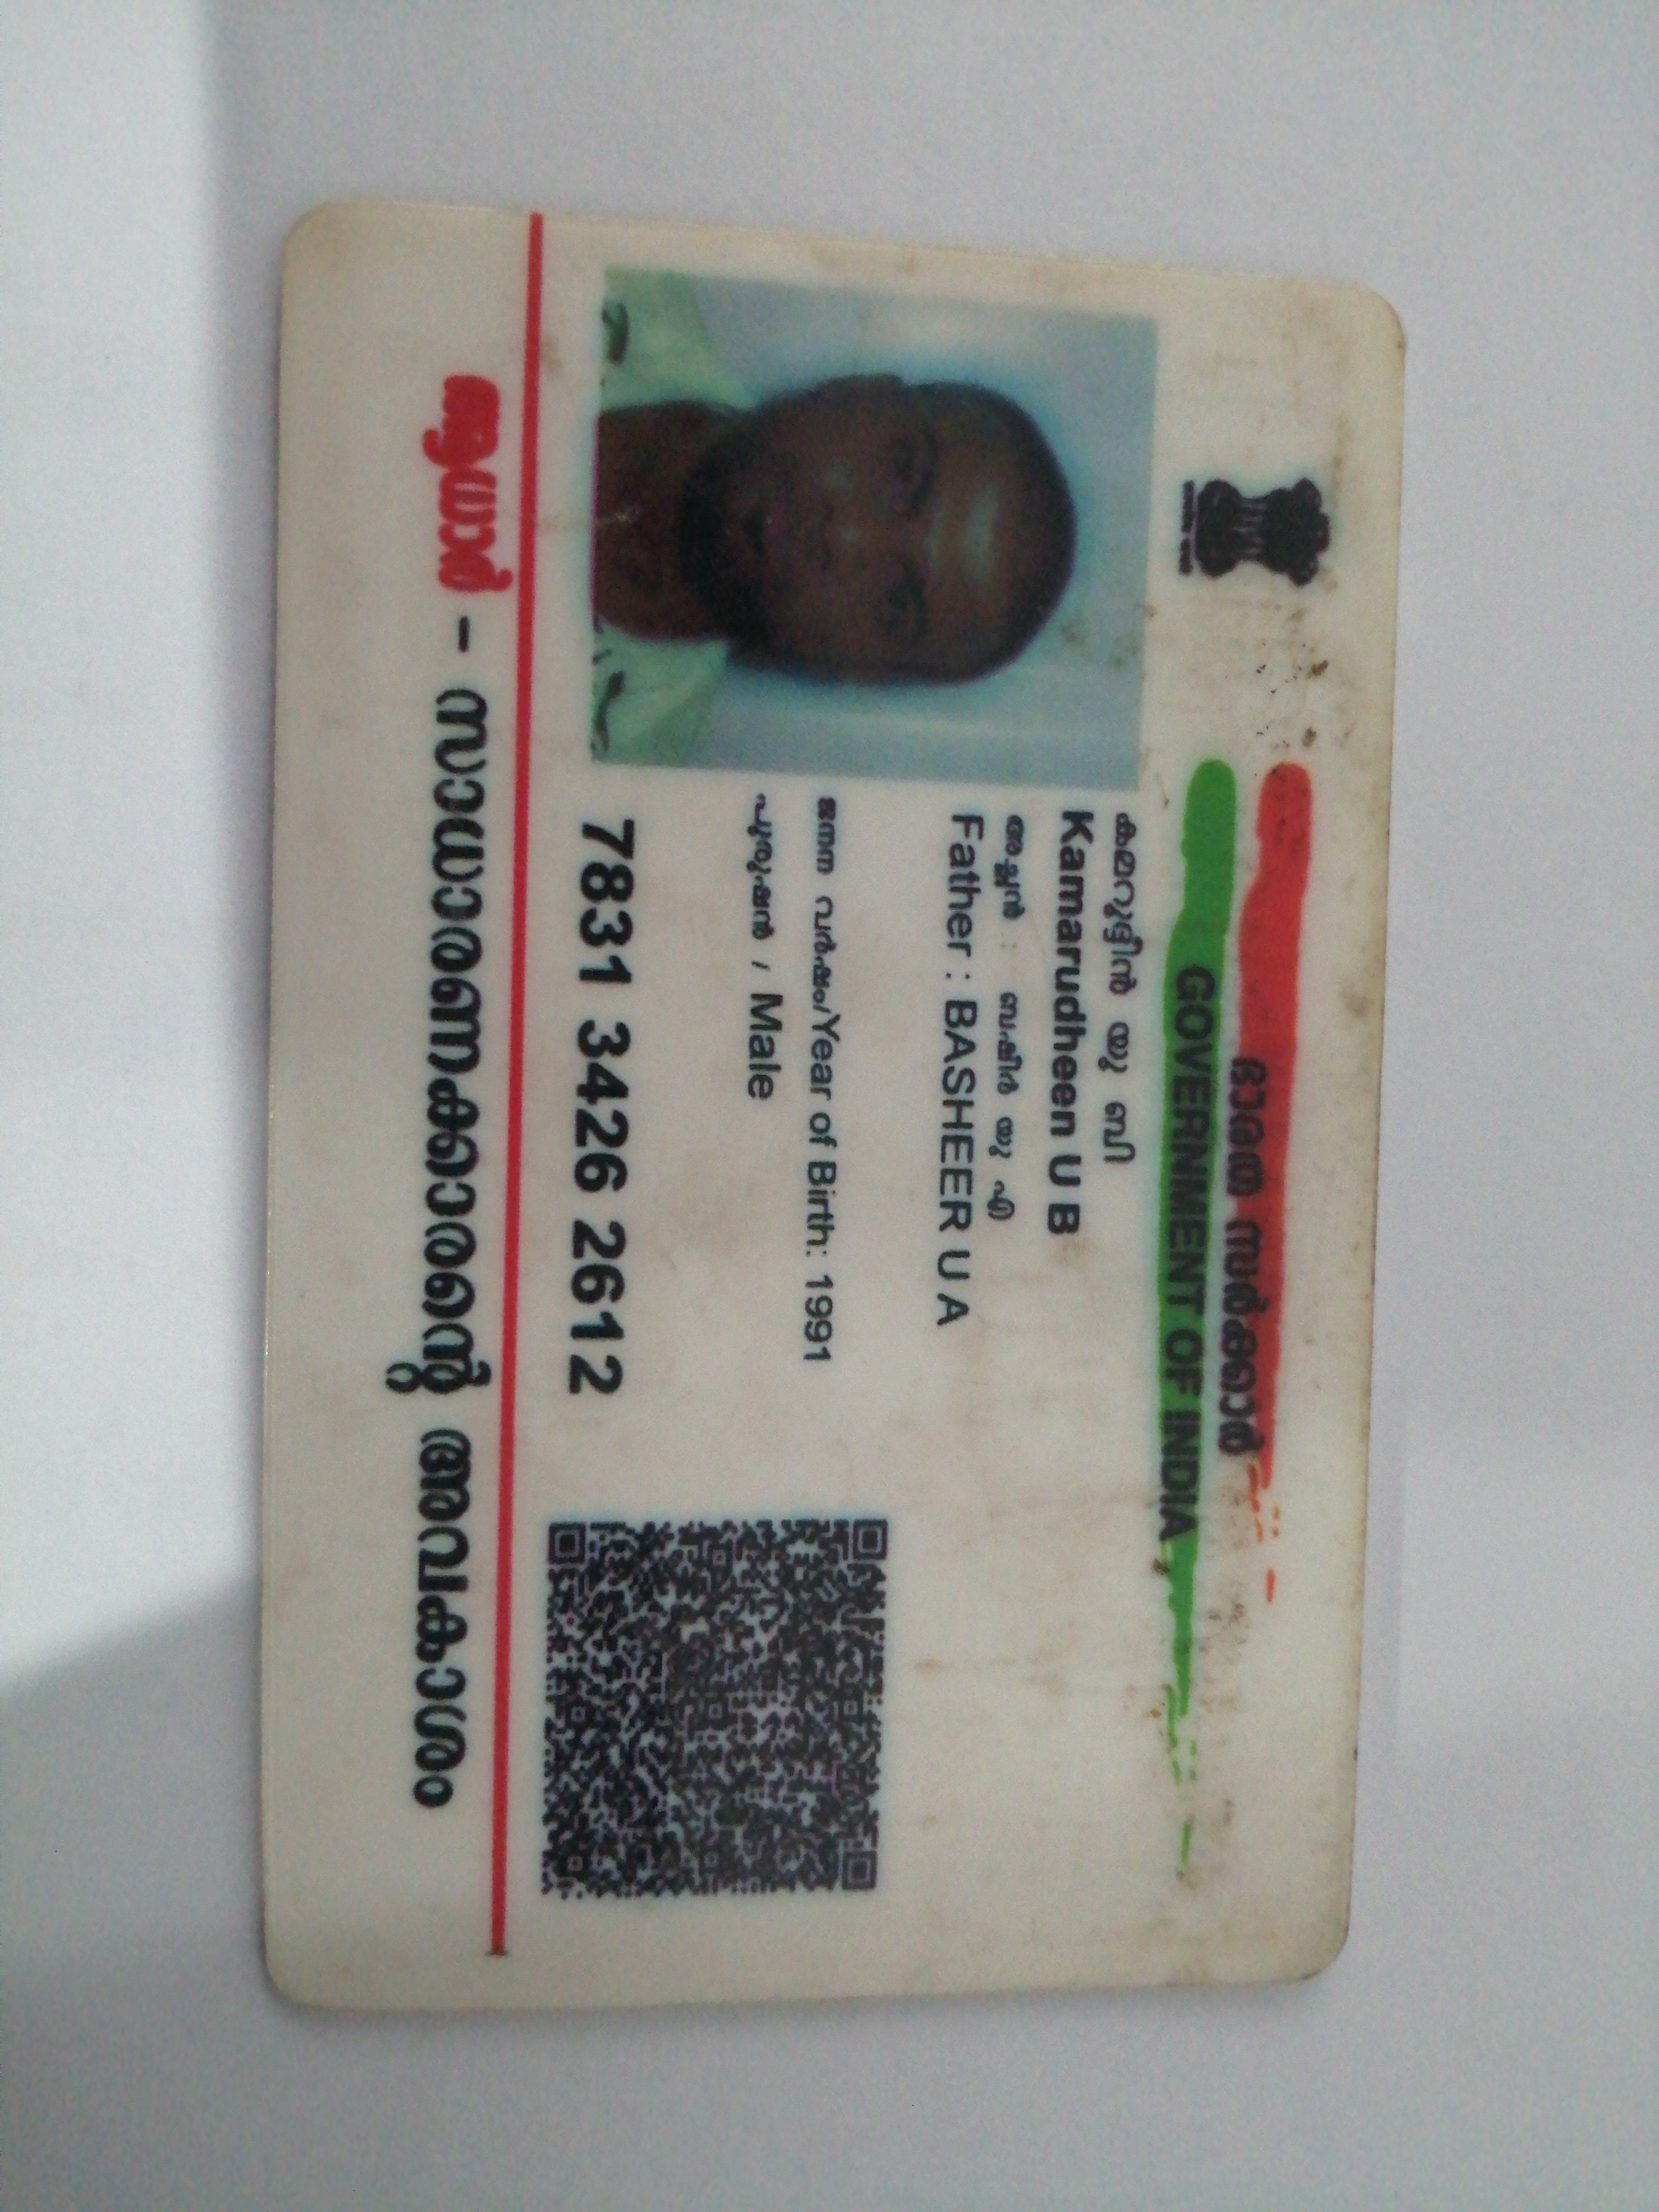 ഭാരത സർക്കാർ
GOVERNMENT OF INDIA
കമറുദ്ദീൻ യു ബി
Kamarudheen U B
അച്ഛൻ : ബഷീർ യു എ
Father : BASHEER U A
ജനന വർഷം/Year of Birth: 1991
പുരുഷൻ / Male
7831 3426 2612
ആധാർ - സാധാരണക്കാരന്റെ അവകാശം